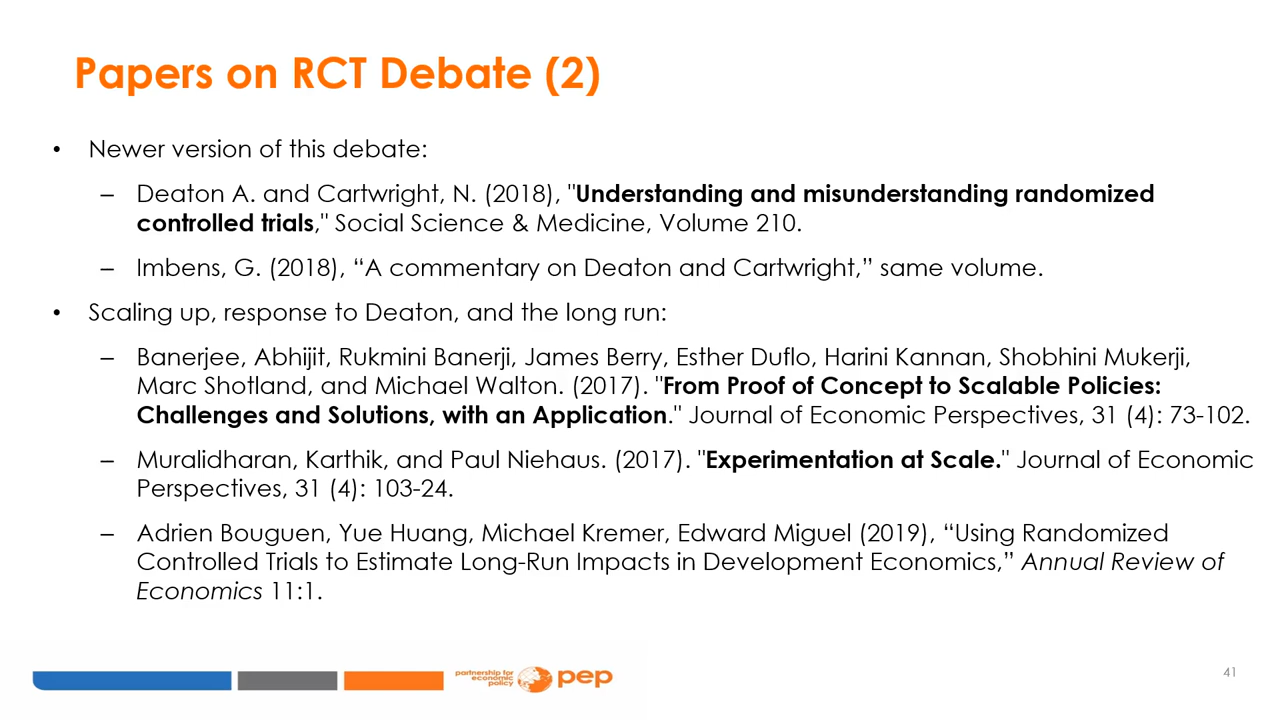 Papers on RCT Debate (2)
• Newer version of this debate:
– Deaton A. and Cartwright, N. (2018), "Understanding and misunderstanding randomized
controlled trials," Social Science & Medicine, Volume 210.
– Imbens, G. (2018), “A commentary on Deaton and Cartwright,” same volume.
• Scaling up, response to Deaton, and the long run:
– Banerjee, Abhijit, Rukmini Banerji, James Berry, Esther Duflo, Harini Kannan, Shobhini Mukerji,
Marc Shotland, and Michael Walton. (2017). "From Proof of Concept to Scalable Policies:
Challenges and Solutions, with an Application." Journal of Economic Perspectives, 31 (4): 73-102.
– Muralidharan, Karthik, and Paul Niehaus. (2017). "Experimentation at Scale." Journal of Economic
Perspectives, 31 (4): 103-24.
– Adrien Bouguen, Yue Huang, Michael Kremer, Edward Miguel (2019), “Using Randomized
Controlled Trials to Estimate Long-Run Impacts in Development Economics,” Annual Review of
Economics 11:1.
partnership for
economic
policy
pep
41